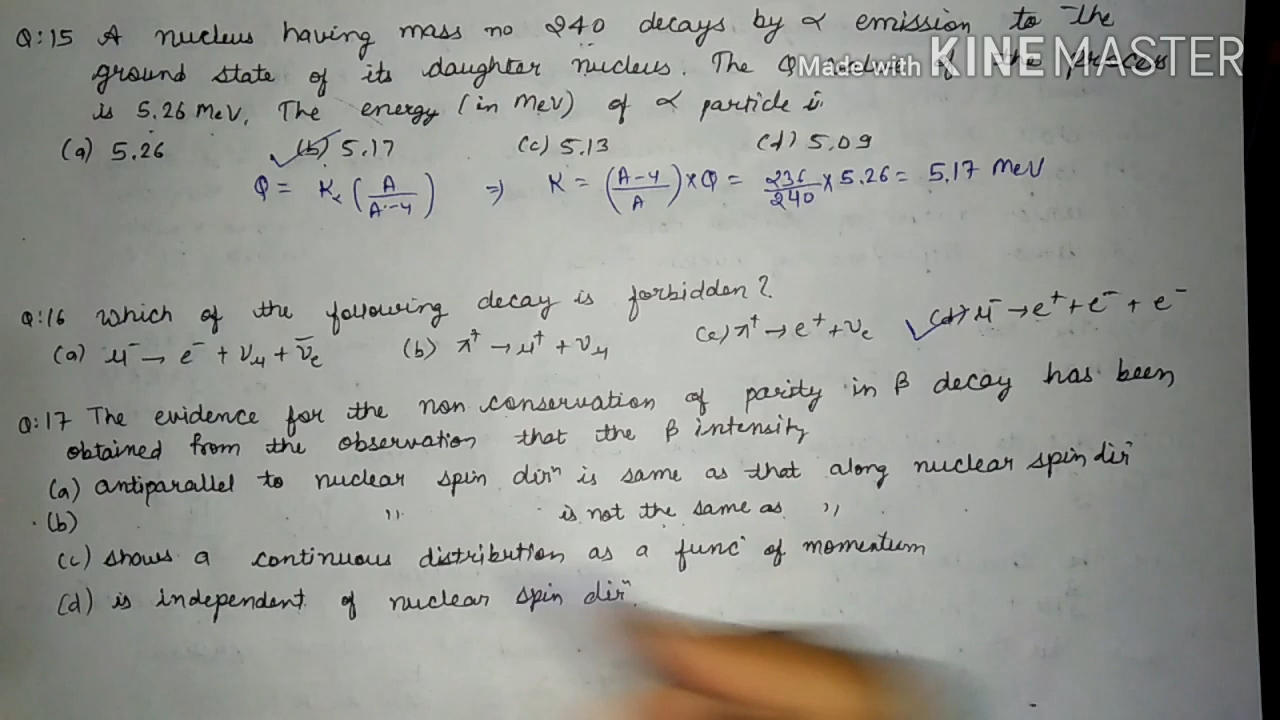 Q:15 A nucleus having mass no 240 decays by α emission to the
ground state of its daughter nucleus. The Q of the process
Made with KINEMASTER
is 5.26 MeV. The energy (in MeV) of α particle is
(a) 5.26 (b) 5.17 (c) 5.13 (d) 5.09
Q = Kα (A/A-4) ⇒ K = (A-4/A) × Q = 236/240 × 5.26 = 5.17 MeV
Q:16 which of the following decay is forbidden?
(a) μ⁻ → e⁻ + νμ + ν̄e (b) π⁺ → μ⁺ + νμ (c) π⁺ → e⁺ + νe (d) μ⁻ → e⁺ + e⁻ + e⁻
Q:17 The evidence for the non conservation of parity in β decay has been
obtained from the observation that the β intensity
(a) antiparallel to nuclear spin dirⁿ is same as that along nuclear spin dirⁿ
(b) " is not the same as "
(c) shows a continuous distribution as a funcⁿ of momentum
(d) is independent of nuclear spin dirⁿ.